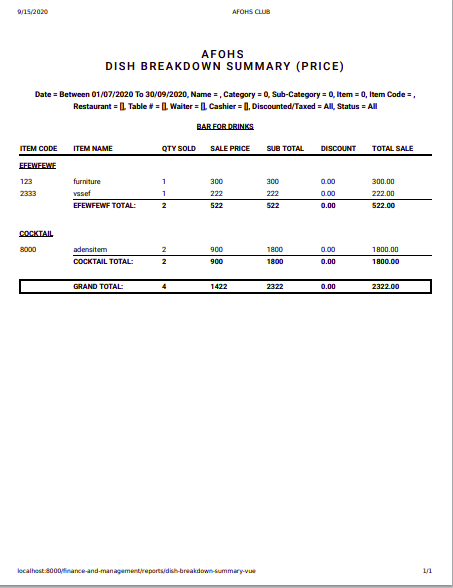 9/15/2020 AFOHS CLUB
AFOHS
DISH BREAKDOWN SUMMARY (PRICE)
Date = Between 01/07/2020 To 30/09/2020, Name = , Category = 0, Sub-Category = 0, Item = 0, Item Code = ,
Restaurant = [], Table # = [], Waiter = [], Cashier = [], Discounted/Taxed = All, Status = All
BAR FOR DRINKS
ITEM CODE ITEM NAME QTY SOLD SALE PRICE SUB TOTAL DISCOUNT TOTAL SALE
EFEWFEWF
123 furniture 1 300 300 0.00 300.00
2333 vssef 1 222 222 0.00 222.00
EFEWFEWF TOTAL: 2 522 522 0.00 522.00
COCKTAIL
8000 adensitem 2 900 1800 0.00 1800.00
COCKTAIL TOTAL: 2 900 1800 0.00 1800.00
GRAND TOTAL: 4 1422 2322 0.00 2322.00
localhost:8000/finance-and-management/reports/dish-breakdown-summary-vue 1/1